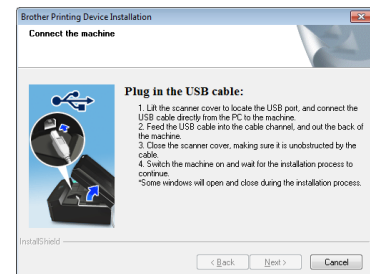 Brother Printing Device Installation
Connect the machine
Plug in the USB cable:
1. Lift the scanner cover to locate the USB port, and connect the
USB cable directly from the PC to the machine.
2. Feed the USB cable into the cable channel, and out the back of
the machine.
3. Close the scanner cover, making sure it is unobstructed by the
cable.
4. Switch the machine on and wait for the installation process to
continue.
*Some windows will open and close during the installation process.
InstallShield
< Back
Next >
Cancel